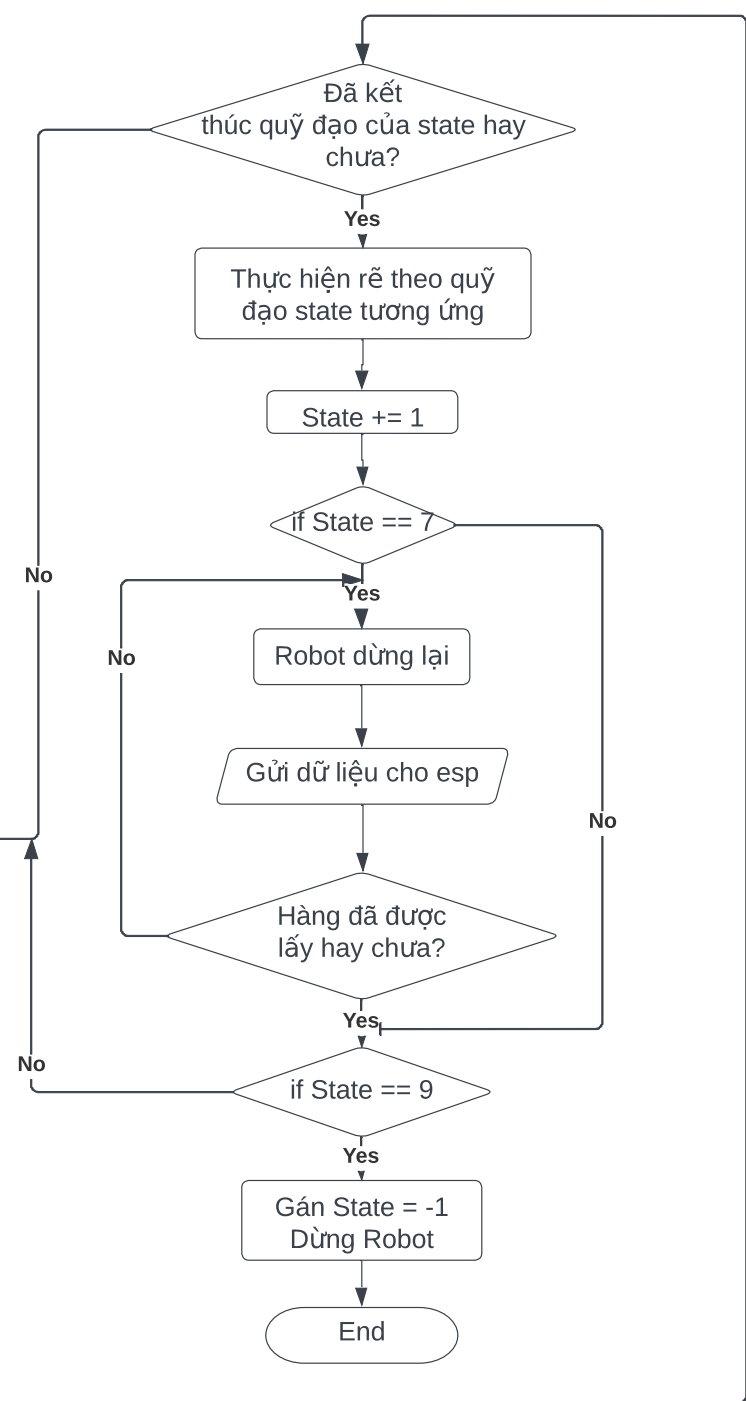 Đã kết
thúc quỹ đạo của state hay
chưa?
Yes
Thực hiện rẽ theo quỹ
đạo state tương ứng
State += 1
if State == 7
No
Yes
No
Robot dừng lại
Gửi dữ liệu cho esp
No
Hàng đã được
lấy hay chưa?
Yes
No
if State == 9
Yes
Gán State = -1
Dừng Robot
End